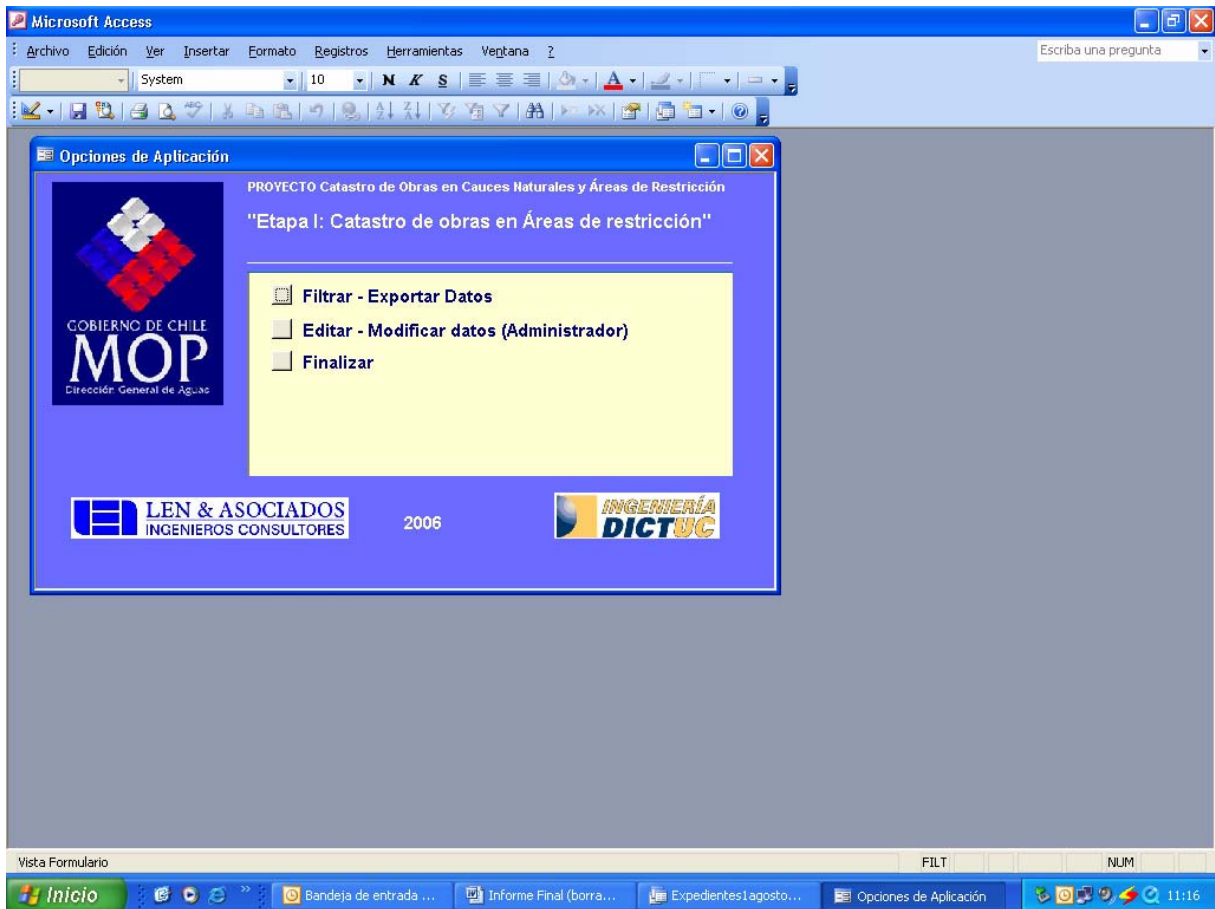 Microsoft Access
Archivo Edición Ver Insertar Formato Registros Herramientas Ventana ? Escriba una pregunta
System 10 N K S A
Opciones de Aplicación
PROYECTO Catastro de Obras en Cauces Naturales y Áreas de Restricción
"Etapa I: Catastro de obras en Áreas de restricción"
Filtrar - Exportar Datos
Editar - Modificar datos (Administrador)
Finalizar
GOBIERNO DE CHILE
MOP
Dirección General de Aguas
LEN & ASOCIADOS
INGENIEROS CONSULTORES
2006
INGENIERÍA
DICTUC
Vista Formulario FILT NUM
Inicio Bandeja de entrada ... Informe Final (borra... Expedientes1agosto... Opciones de Aplicación 11:16